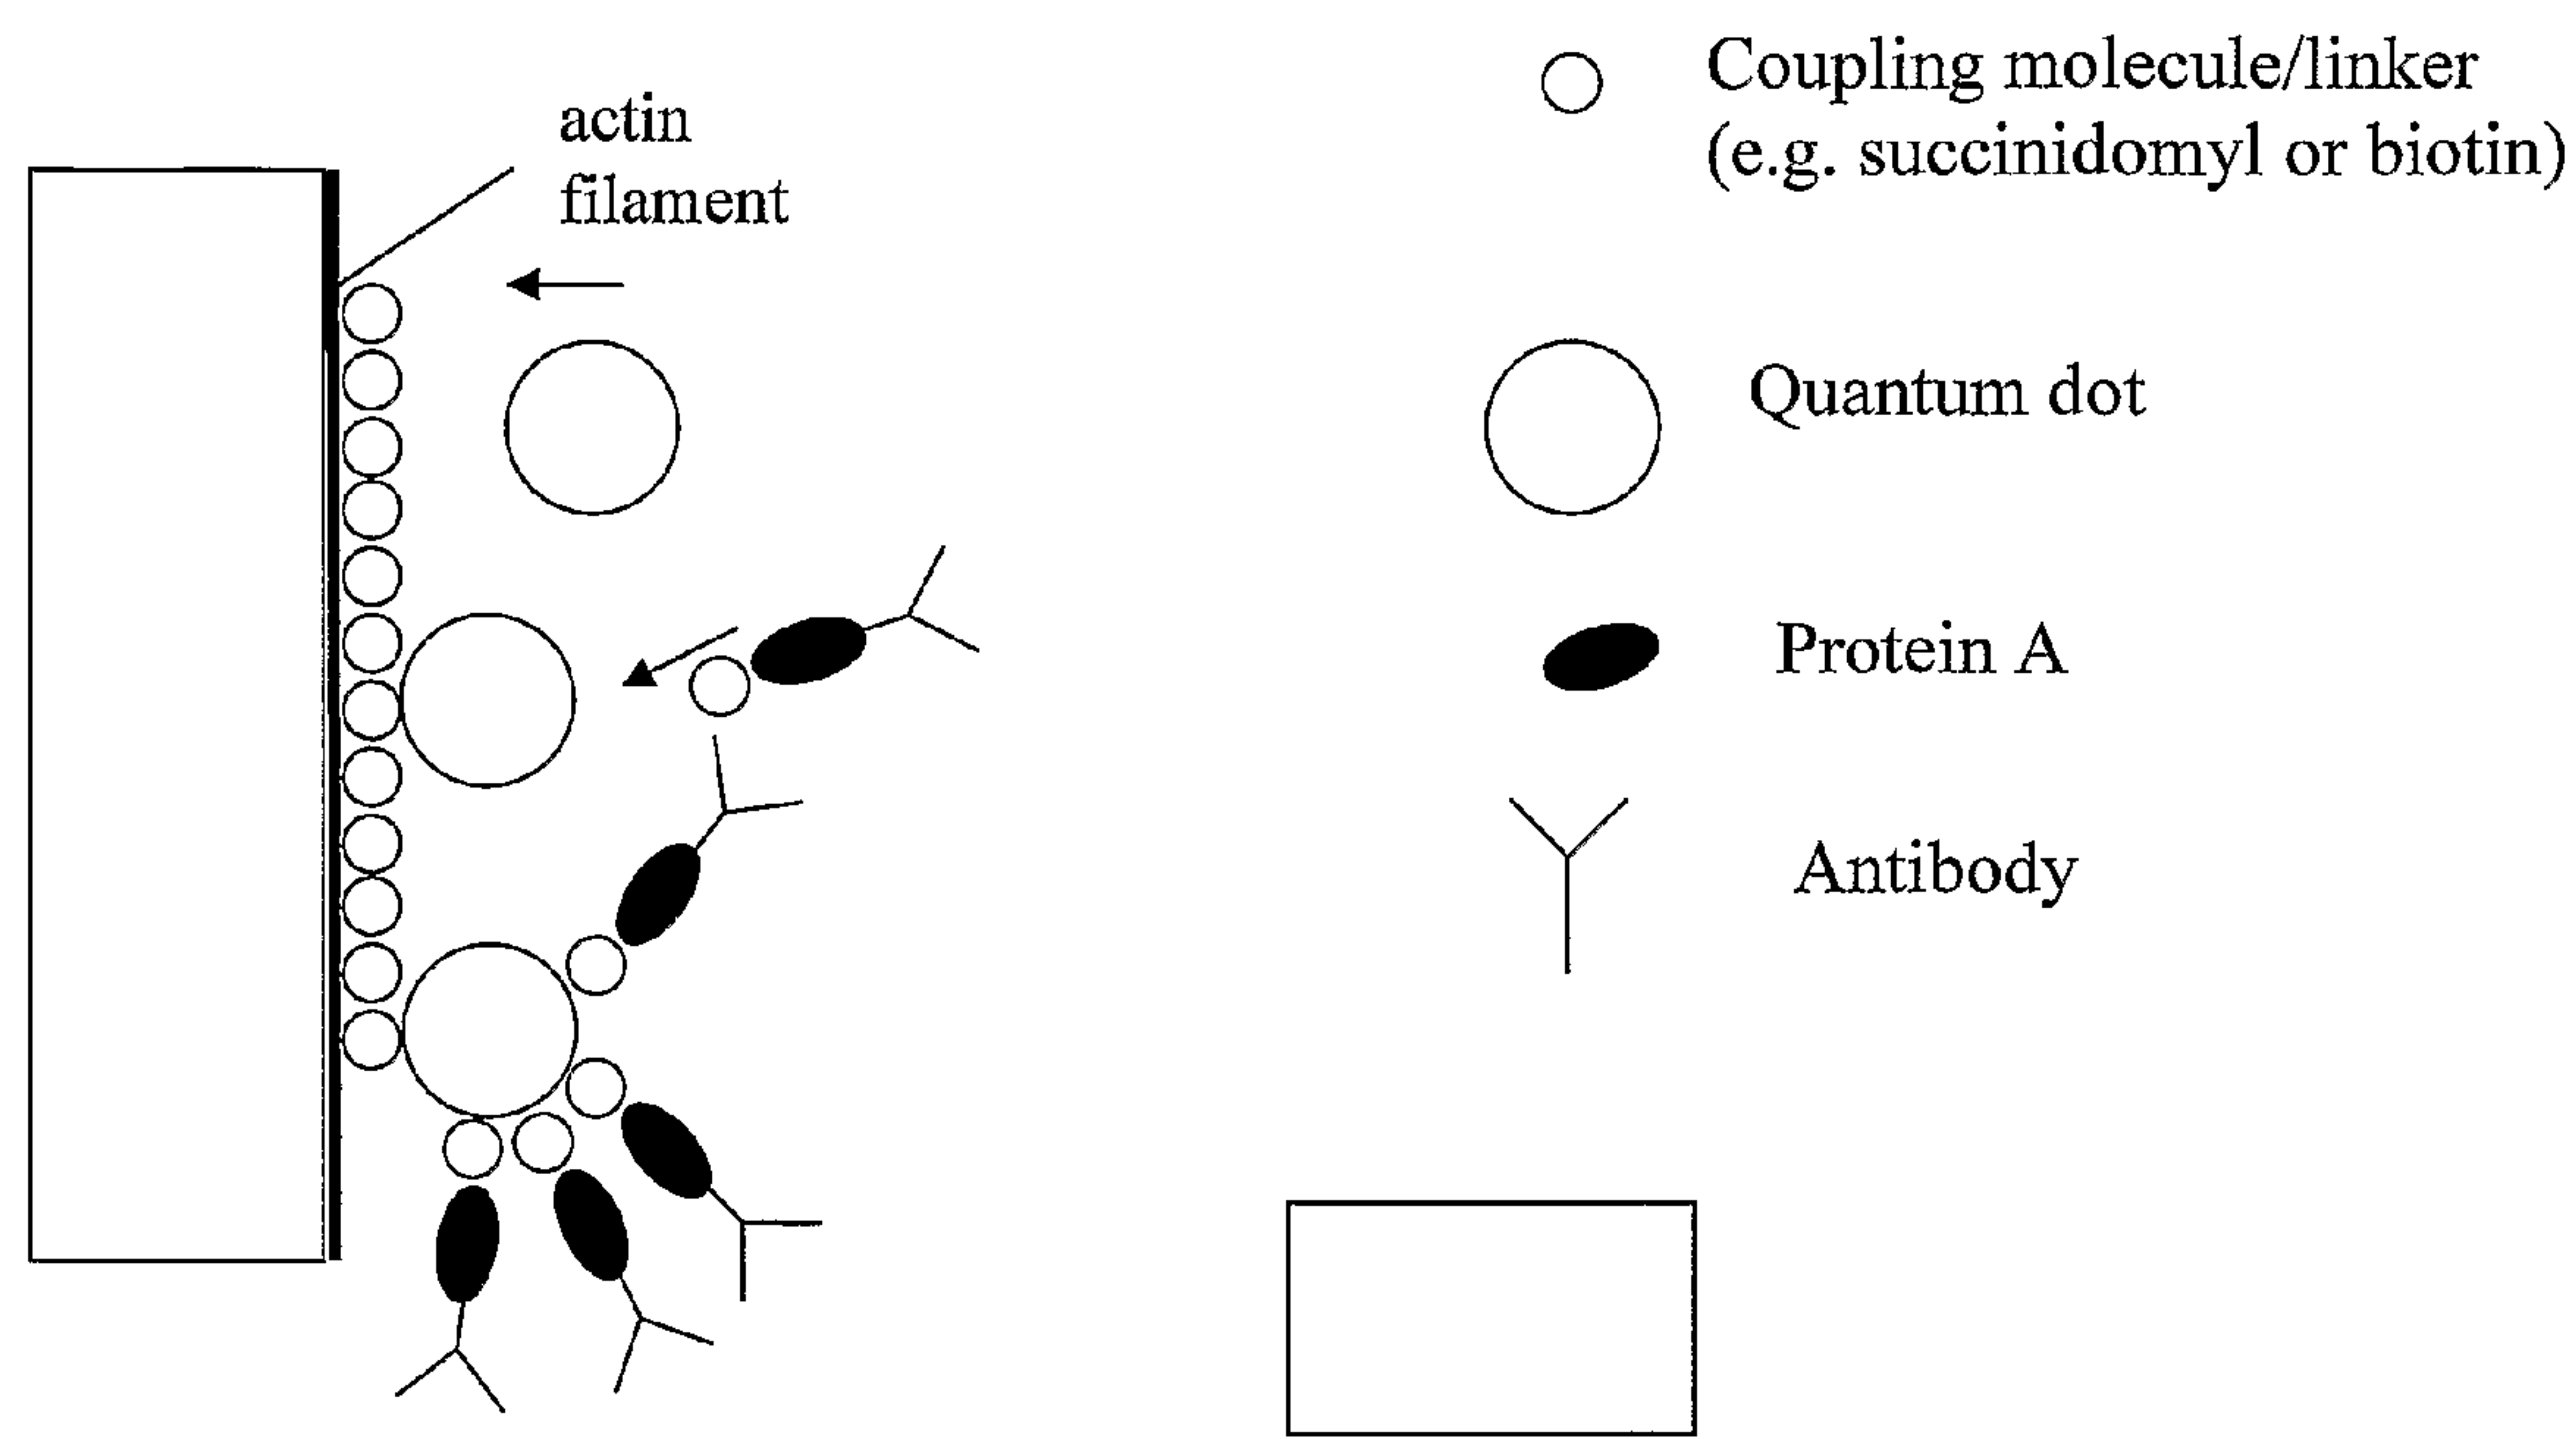 actin
filament
Coupling molecule/linker
(e.g. succinidomyl or biotin)
Quantum dot
Protein A
Antibody